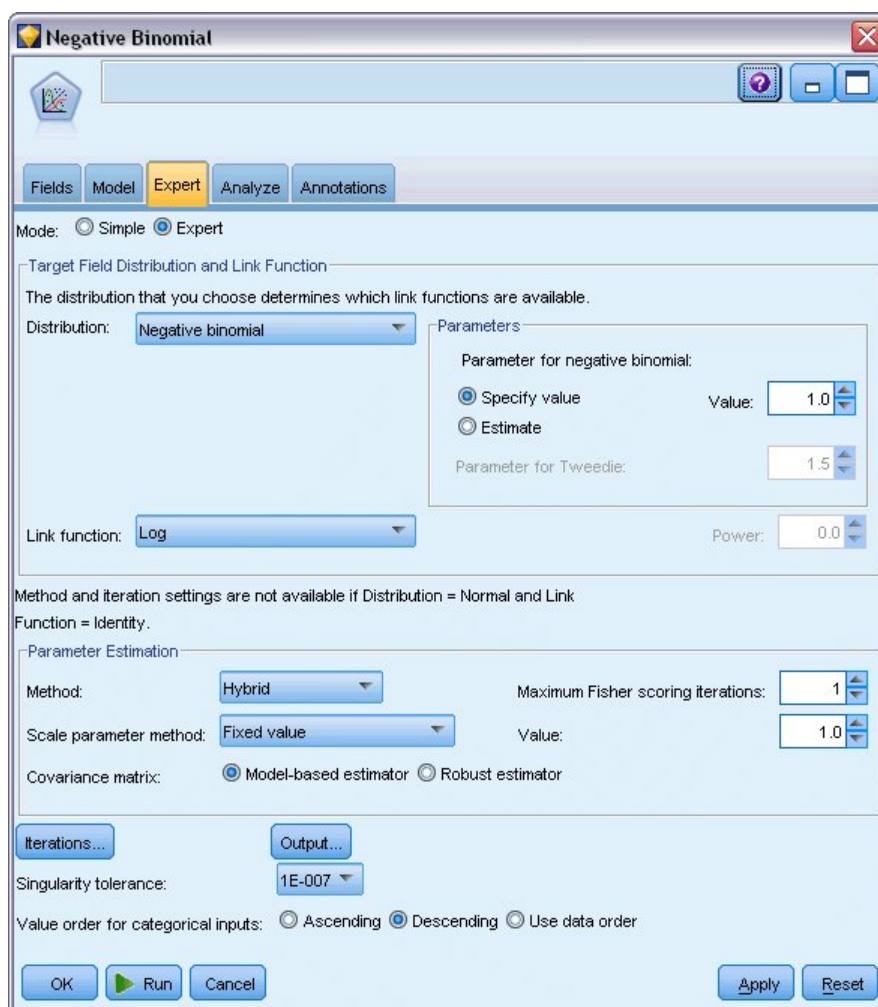 Negative Binomial
Fields Model Expert Analyze Annotations
Mode: Simple Expert
Target Field Distribution and Link Function
The distribution that you choose determines which link functions are available.
Distribution: Negative binomial
Parameters
Parameter for negative binomial:
Specify value Value: 1.0
Estimate
Parameter for Tweedie: 1.5
Link function: Log Power: 0.0
Method and iteration settings are not available if Distribution = Normal and Link
Function = Identity.
Parameter Estimation
Method: Hybrid Maximum Fisher scoring iterations: 1
Scale parameter method: Fixed value Value: 1.0
Covariance matrix: Model-based estimator Robust estimator
Iterations... Output...
Singularity tolerance: 1E-007
Value order for categorical inputs: Ascending Descending Use data order
OK Run Cancel Apply Reset